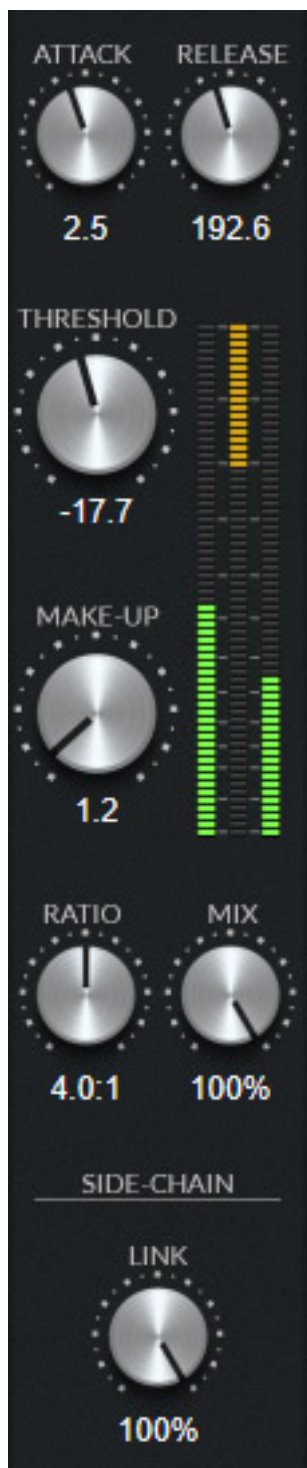 ATTACK RELEASE
2.5 192.6
THRESHOLD
-17.7
MAKE-UP
1.2
RATIO MIX
4.0:1 100%
SIDE-CHAIN
LINK
100%